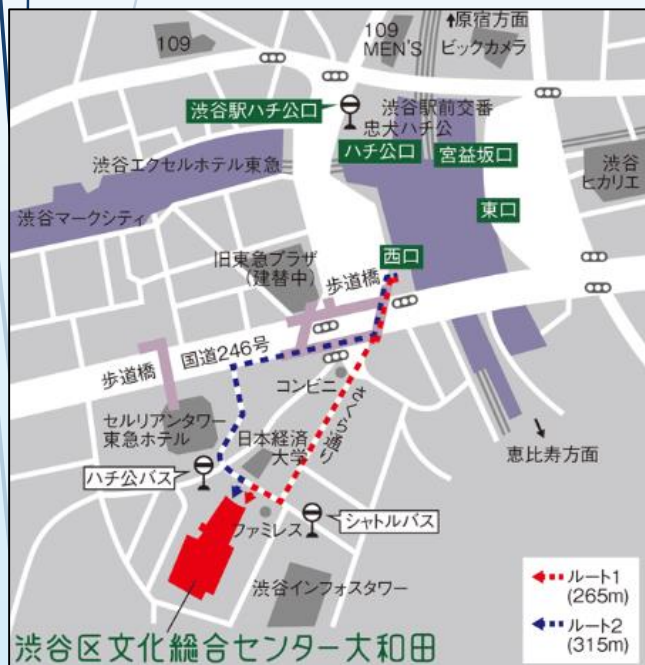 ↑原宿方面
109
109
MEN'S
ビックカメラ
渋谷駅ハチ公口
渋谷駅前交番
忠犬ハチ公
ハチ公口
宮益坂口
渋谷エクセルホテル東急
渋谷
ヒカリエ
渋谷マークシティ
東口
西口
旧東急プラザ
(建替中)
歩道橋
国道246号
歩道橋
コンビニ
さくら通り
セルリアンタワー
東急ホテル
日本経済
大学
恵比寿方面
ハチ公バス
ファミレス
シャトルバス
渋谷インフォスタワー
ルート1
(265m)
ルート2
(315m)
渋谷区文化総合センター大和田